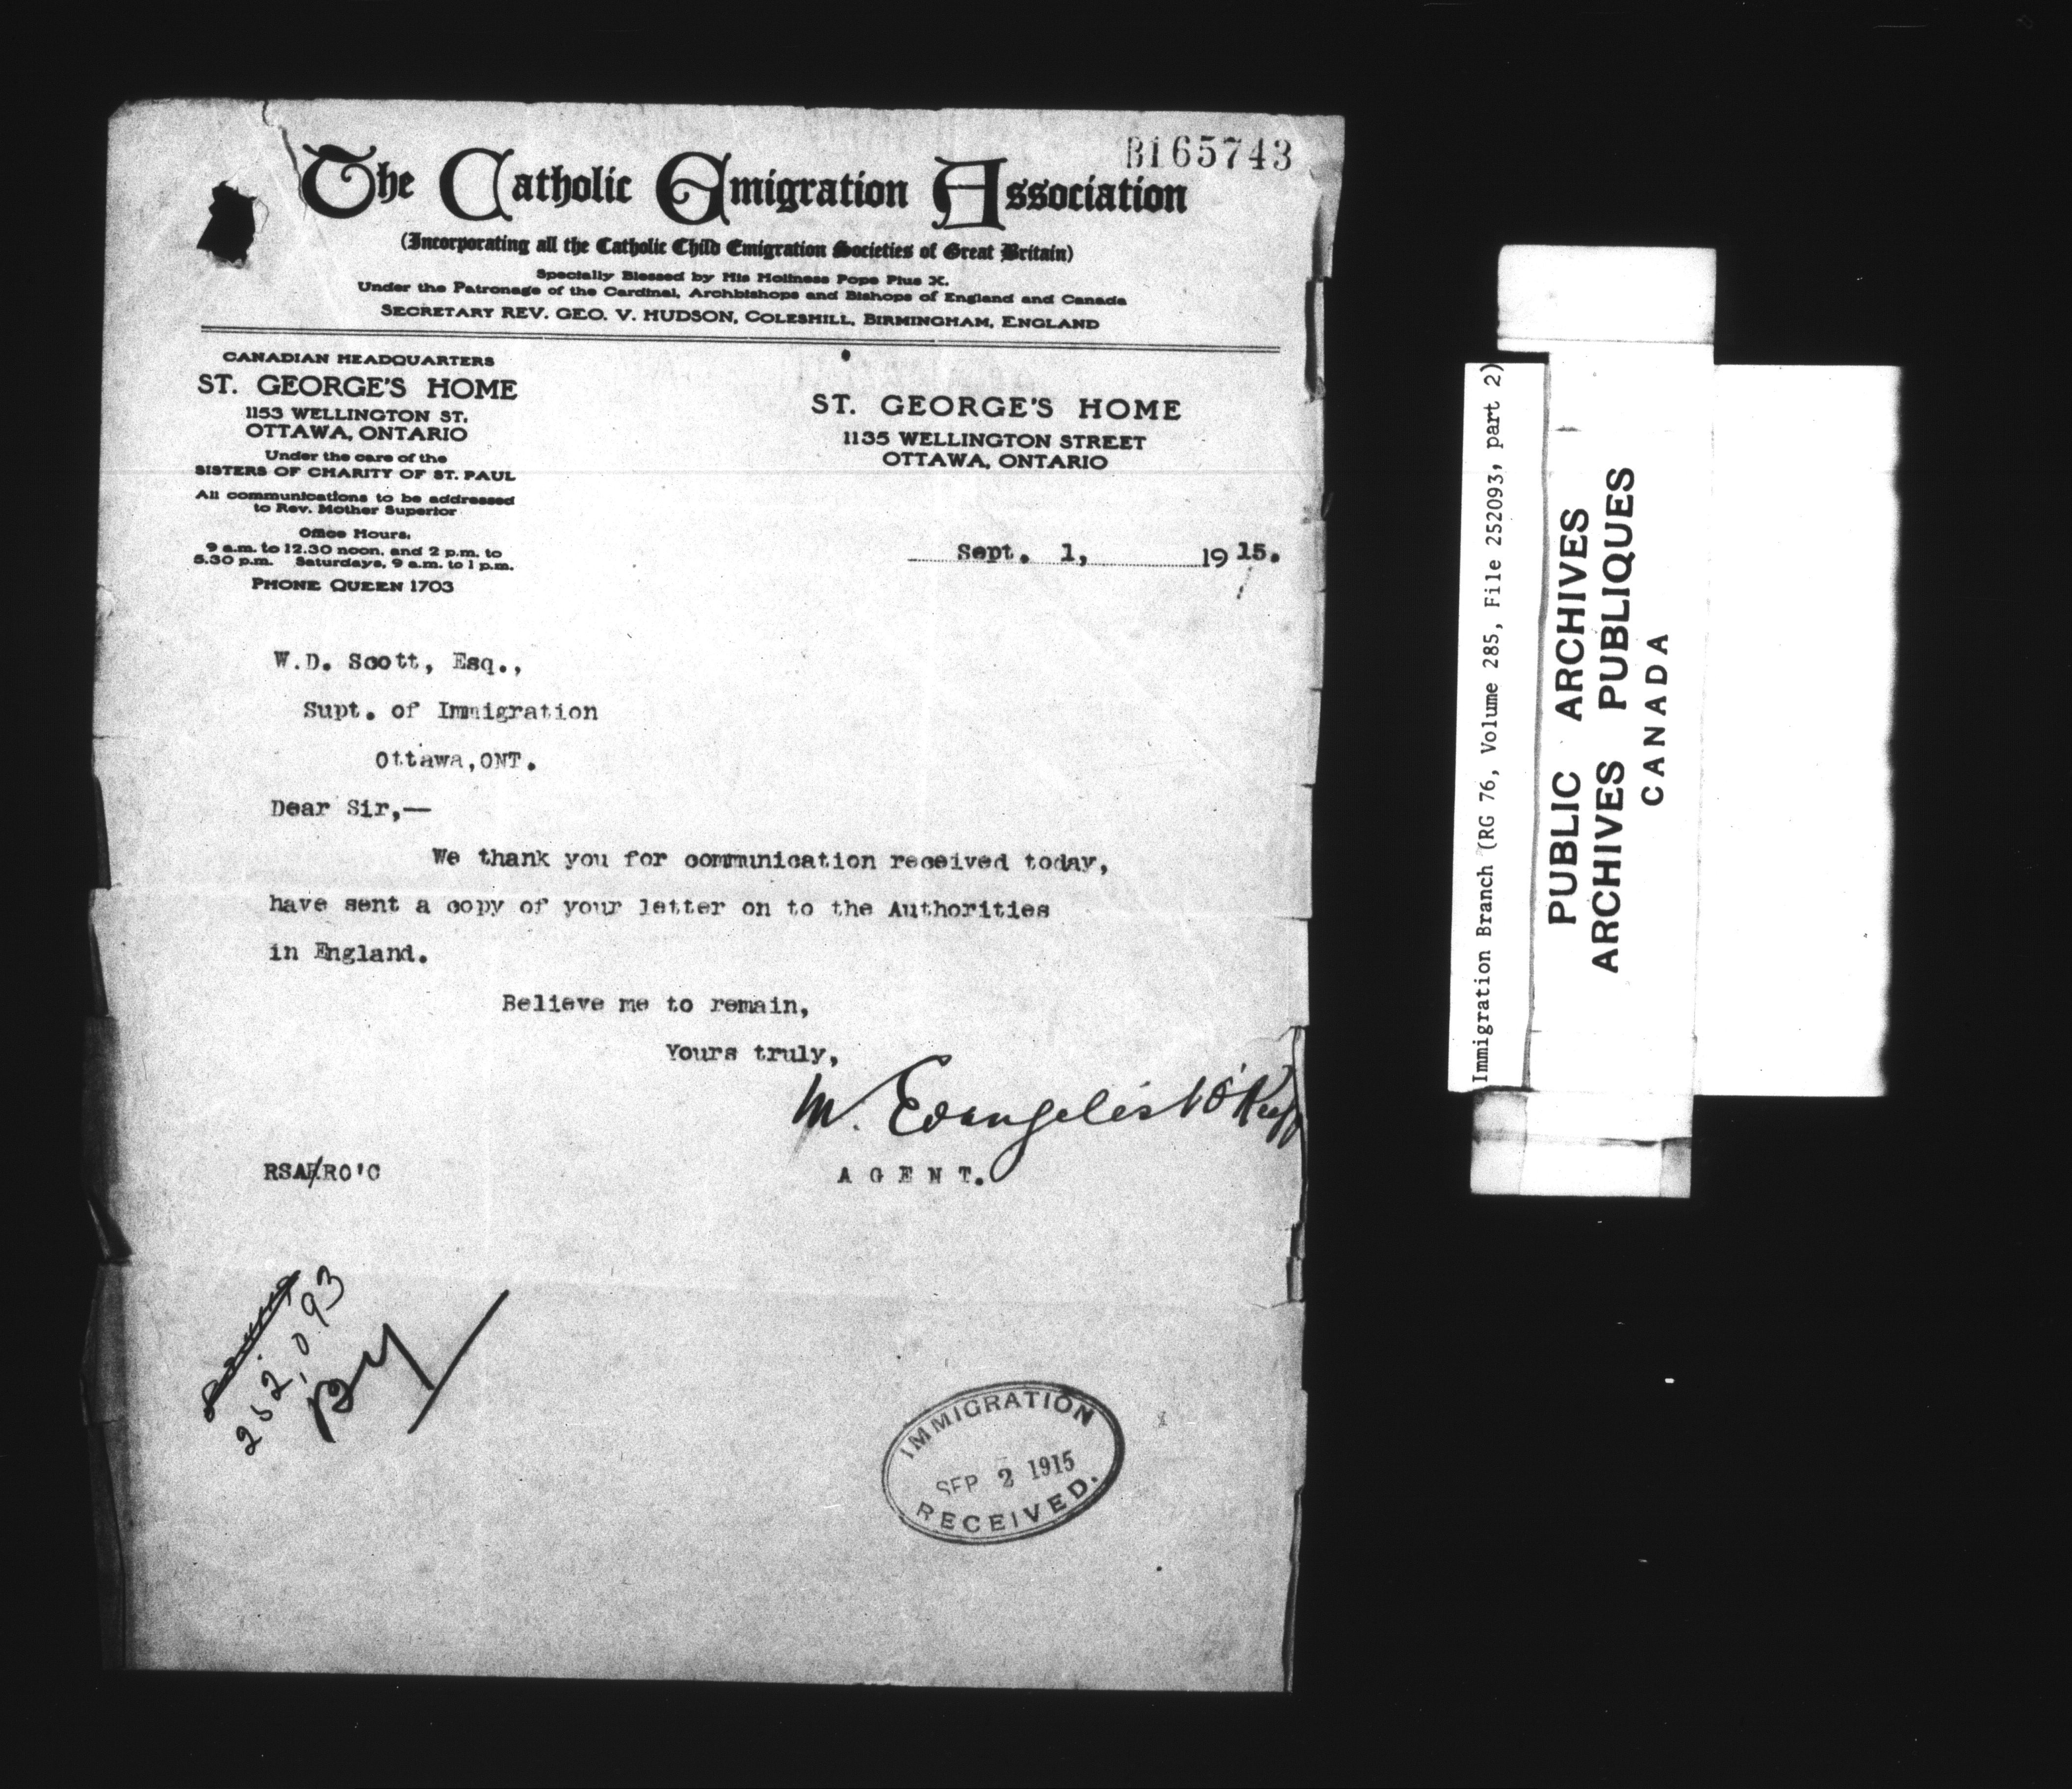 B165743
The Catholic Emigration Association
(Incorporating all the Catholic Child Emigration Societies of Great Britain)
Specially Blessed by His Holiness Pope Pius X.
Under the Patronage of the Cardinal, Archbishops and Bishops of England and Canada
SECRETARY REV. GEO. V. HUDSON, COLESHILL, BIRMINGHAM, ENGLAND
CANADIAN HEADQUARTERS
ST. GEORGE'S HOME
1153 WELLINGTON ST.
OTTAWA, ONTARIO
Under the care of the
SISTERS OF CHARITY OF ST. PAUL
All communications to be addressed
to Rev. Mother Superior
Office Hours.
9 a.m. to 12.30 noon, and 2 p.m. to
5.30 p.m. Saturdays, 9 a.m. to 1 p.m.
PHONE QUEEN 1703
ST. GEORGE'S HOME
1135 WELLINGTON STREET
OTTAWA, ONTARIO
Sept. 1, 1915.
W.D. Scott, Esq.,
Supt. of Immigration
Ottawa,ONT.
Dear Sir,—
We thank you for communication received today,
have sent a copy of your letter on to the Authorities
in England.
Believe me to remain,
Yours truly,
M. Evangelist O'Keeffe
AGENT.
RSA/RO'C
252,093
IMMIGRATION
SEP 2 1915
RECEIVED.
Immigration Branch (RG 76, Volume 285, File 252093, part 2)
PUBLIC ARCHIVES
ARCHIVES PUBLIQUES
CANADA